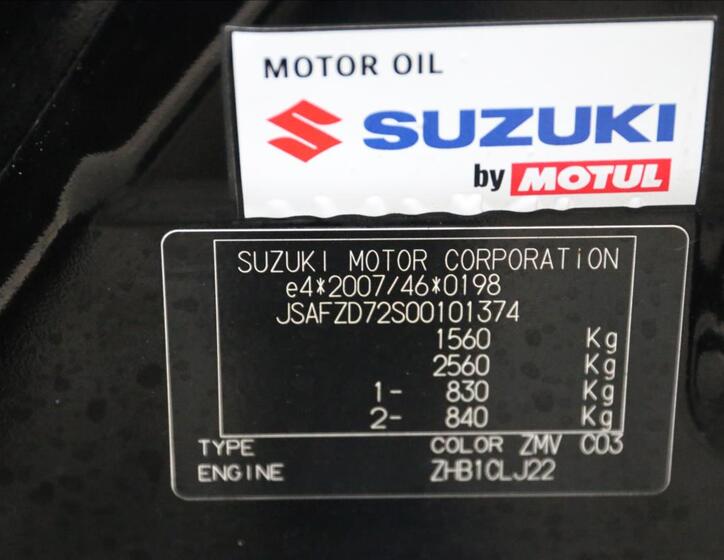 MOTOR OIL
SUZUKI
by MOTUL
SUZUKI MOTOR CORPORATION
e4*2007/46*0198
JSAFZD72S00101374
1560 Kg
2560 Kg
1- 830 Kg
2- 840 Kg
TYPE COLOR ZMV C03
ENGINE ZHB1CLJ22